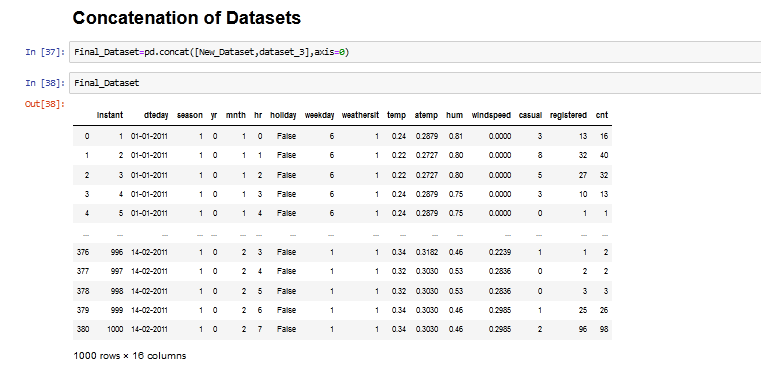 Concatenation of Datasets
In [37]: Final_Dataset=pd.concat([New_Dataset,dataset_3],axis=0)
In [38]: Final_Dataset
Out[38]:
instant dteday season yr mnth hr holiday weekday weathersit temp atemp hum windspeed casual registered cnt
0 1 01-01-2011 1 0 1 0 False 6 1 0.24 0.2879 0.81 0.0000 3 13 16
1 2 01-01-2011 1 0 1 1 False 6 1 0.22 0.2727 0.80 0.0000 8 32 40
2 3 01-01-2011 1 0 1 2 False 6 1 0.22 0.2727 0.80 0.0000 5 27 32
3 4 01-01-2011 1 0 1 3 False 6 1 0.24 0.2879 0.75 0.0000 3 10 13
4 5 01-01-2011 1 0 1 4 False 6 1 0.24 0.2879 0.75 0.0000 0 1 1
... ... ... ... ... ... ... ... ... ... ... ... ... ... ... ... ...
376 996 14-02-2011 1 0 2 3 False 1 1 0.34 0.3182 0.46 0.2239 1 1 2
377 997 14-02-2011 1 0 2 4 False 1 1 0.32 0.3030 0.53 0.2836 0 2 2
378 998 14-02-2011 1 0 2 5 False 1 1 0.32 0.3030 0.53 0.2836 0 3 3
379 999 14-02-2011 1 0 2 6 False 1 1 0.34 0.3030 0.46 0.2985 1 25 26
380 1000 14-02-2011 1 0 2 7 False 1 1 0.34 0.3030 0.46 0.2985 2 96 98
1000 rows × 16 columns